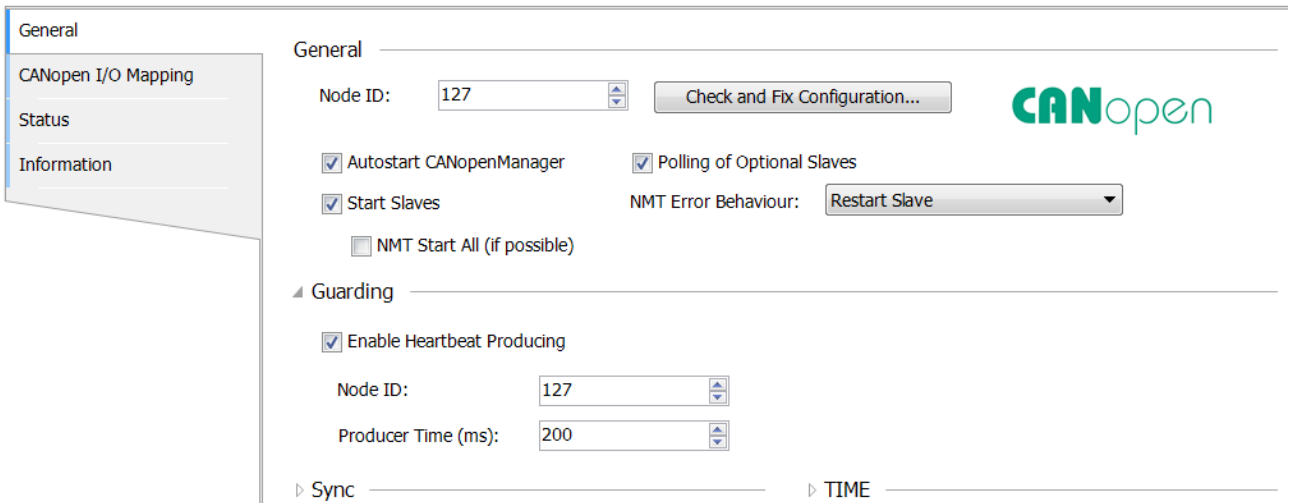 General
CANopen I/O Mapping
Status
Information
General
Node ID: 127 Check and Fix Configuration... CANopen
Autostart CANopenManager Polling of Optional Slaves
Start Slaves NMT Error Behaviour: Restart Slave
NMT Start All (if possible)
Guarding
Enable Heartbeat Producing
Node ID: 127
Producer Time (ms): 200
Sync TIME